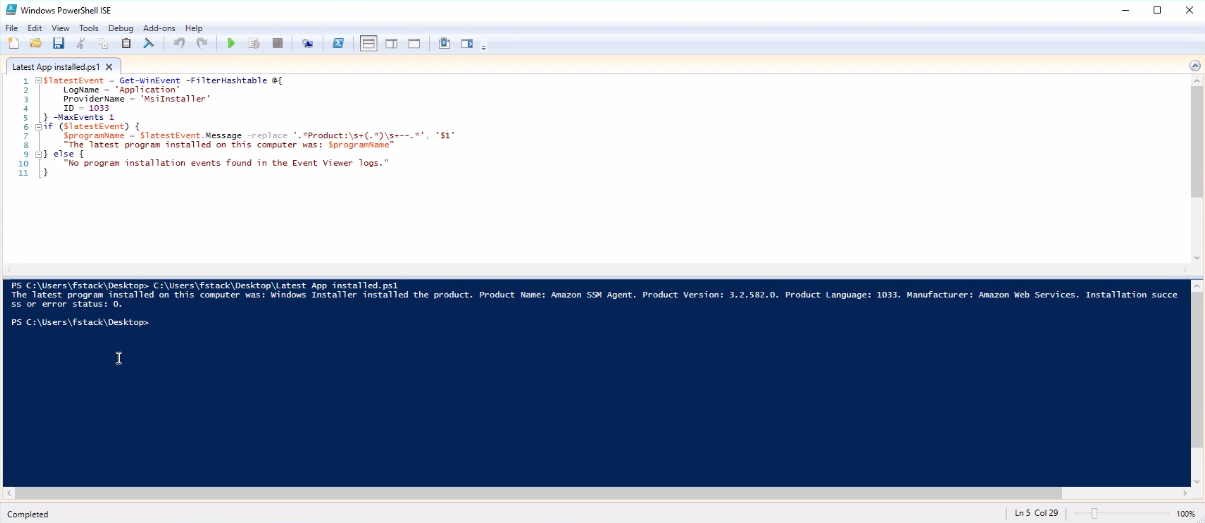 Windows PowerShell ISE
File Edit View Tools Debug Add-ons Help
Latest App installed.ps1
1 $latestEvent = Get-WinEvent -FilterHashtable @{
2 LogName = 'Application'
3 ProviderName = 'MsiInstaller'
4 ID = 1033
5 } -MaxEvents 1
6 if ($latestEvent) {
7 $programName = $latestEvent.Message -replace '.*Product:\s+(.*)\s+--.*', '$1'
8 "The latest program installed on this computer was: $programName"
9 } else {
10 "No program installation events found in the Event Viewer logs."
11 }
PS C:\Users\fstack\Desktop> C:\Users\fstack\Desktop\Latest App installed.ps1
The latest program installed on this computer was: Windows Installer installed the product. Product Name: Amazon SSM Agent. Product Version: 3.2.582.0. Product Language: 1033. Manufacturer: Amazon Web Services. Installation succe
ss or error status: 0.
PS C:\Users\fstack\Desktop>
Completed
Ln 5 Col 29
100%